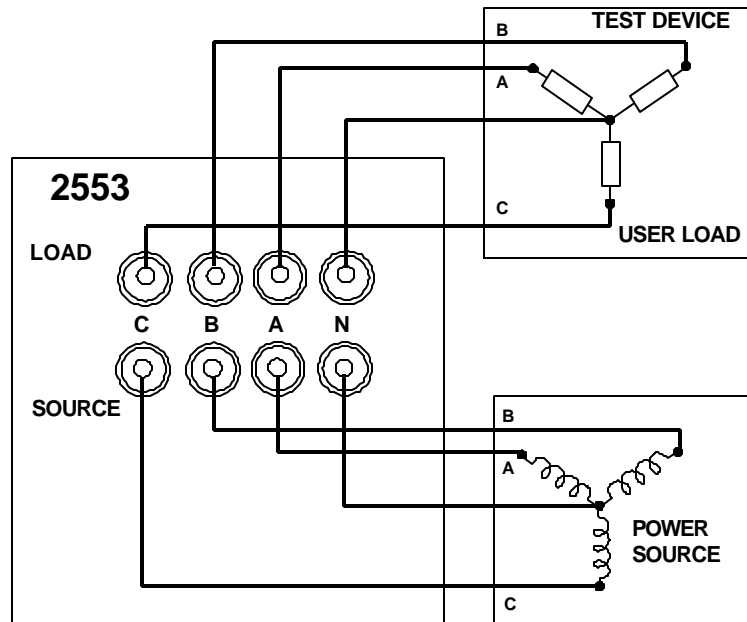 TEST DEVICE
B
A
C
USER LOAD
2553
LOAD
C B A N
SOURCE
B
A
C
POWER
SOURCE